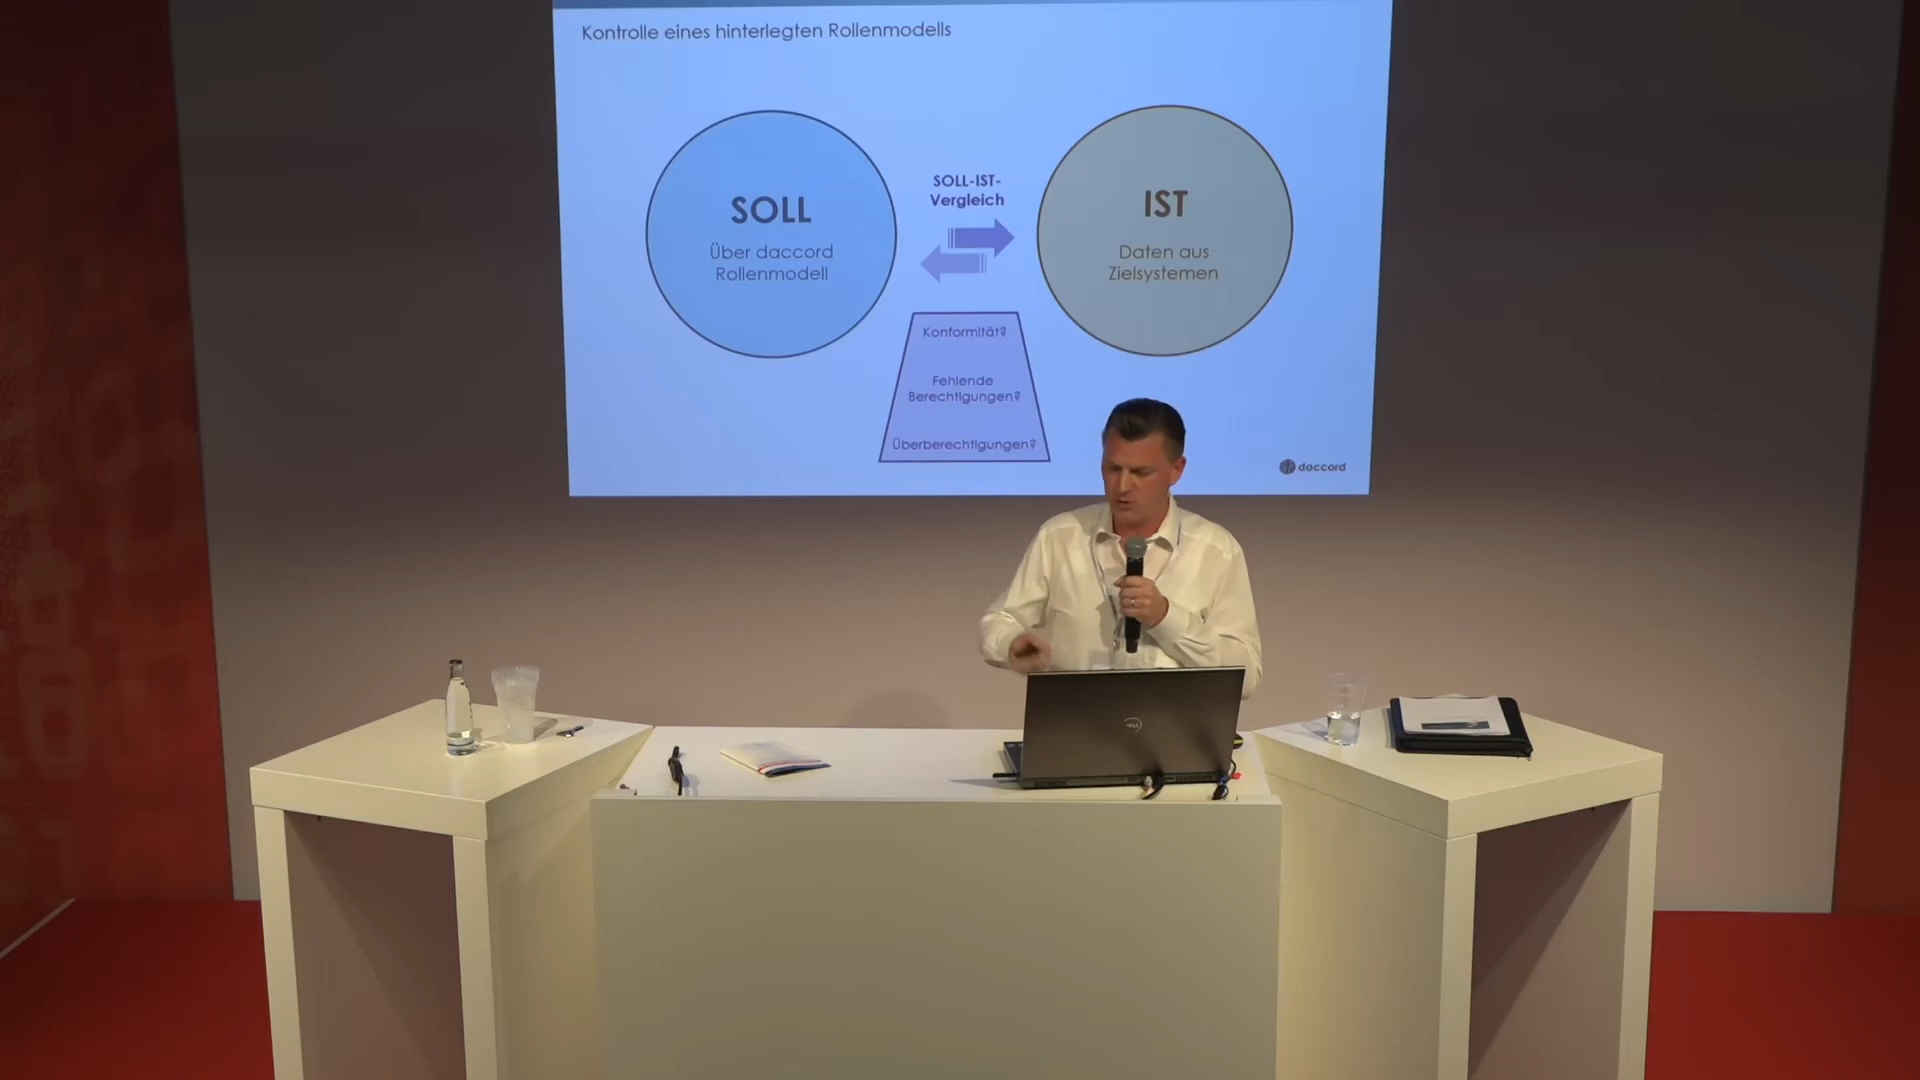 Kontrolle eines hinterlegten Rollenmodells
SOLL
Über daccord
Rollenmodell
SOLL-IST-
Vergleich
IST
Daten aus
Zielsystemen
Konformität?
Fehlende
Berechtigungen?
Überberechtigungen?
daccord
DELL